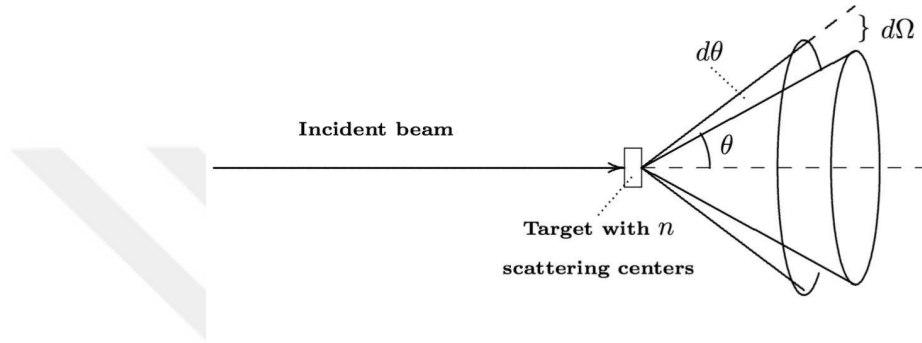 } dΩ
dθ
Incident beam
θ
Target with n
scattering centers